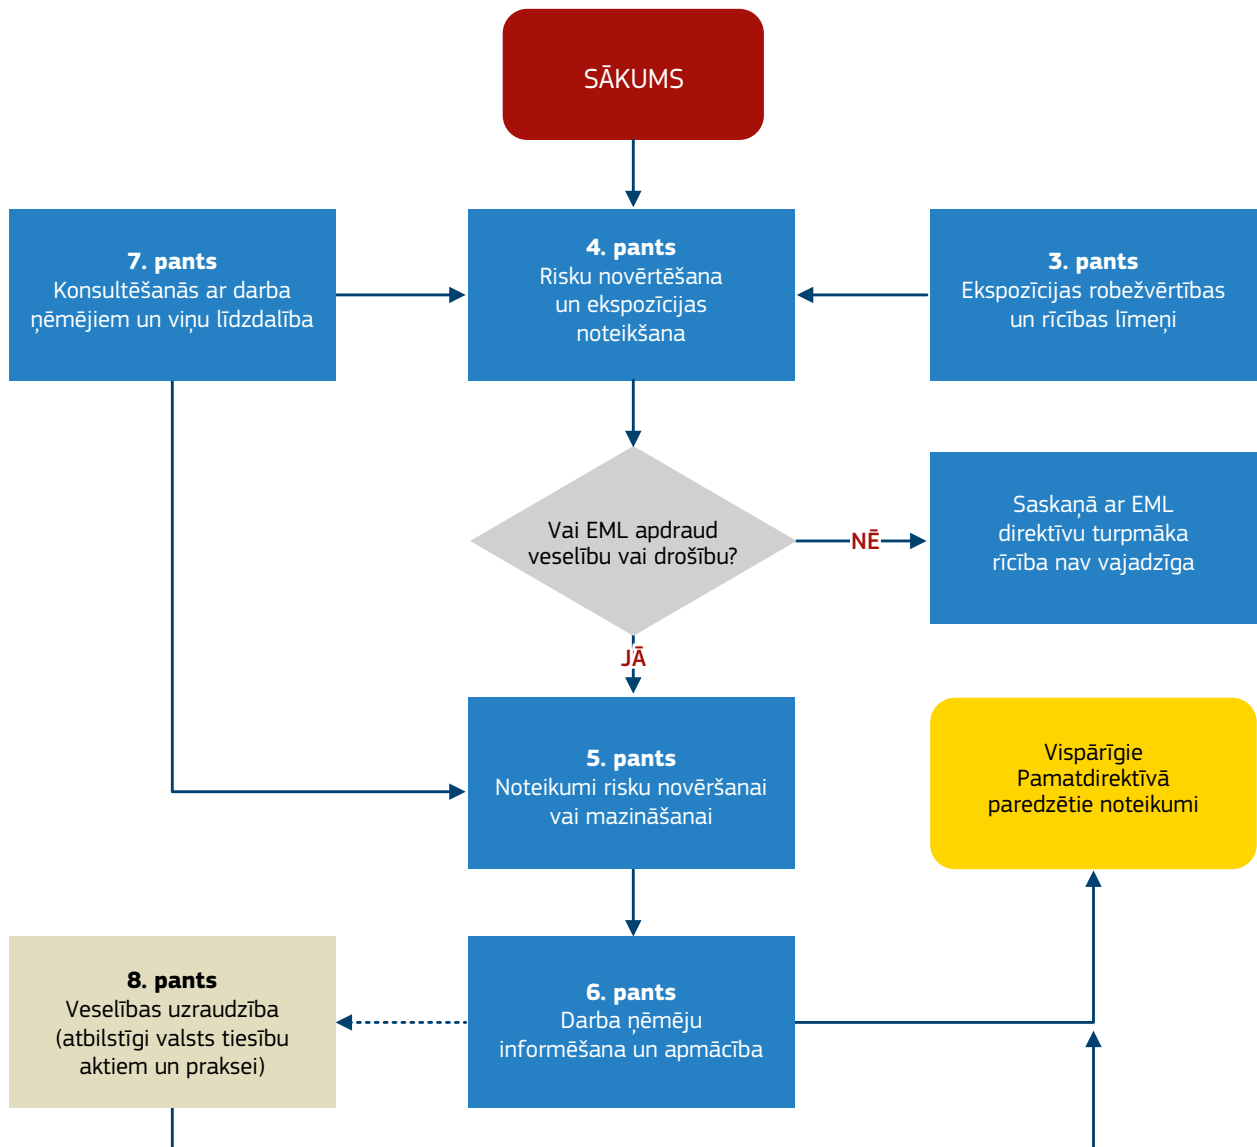 SĀKUMS
7. pants
Konsultēšanās ar darba
ņēmējiem un viņu līdzdalība
4. pants
Risku novērtēšana
un ekspozīcijas
noteikšana
3. pants
Ekspozīcijas robežvērtības
un rīcības līmeņi
Vai EML apdraud
veselību vai drošību?
NĒ
Saskaņā ar EML
direktīvu turpmāka
rīcība nav vajadzīga
JĀ
5. pants
Noteikumi risku novēršanai
vai mazināšanai
Vispārīgie
Pamatdirektīvā
paredzētie noteikumi
8. pants
Veselības uzraudzība
(atbilstīgi valsts tiesību
aktiem un praksei)
6. pants
Darba ņēmēju
informēšana un apmācība